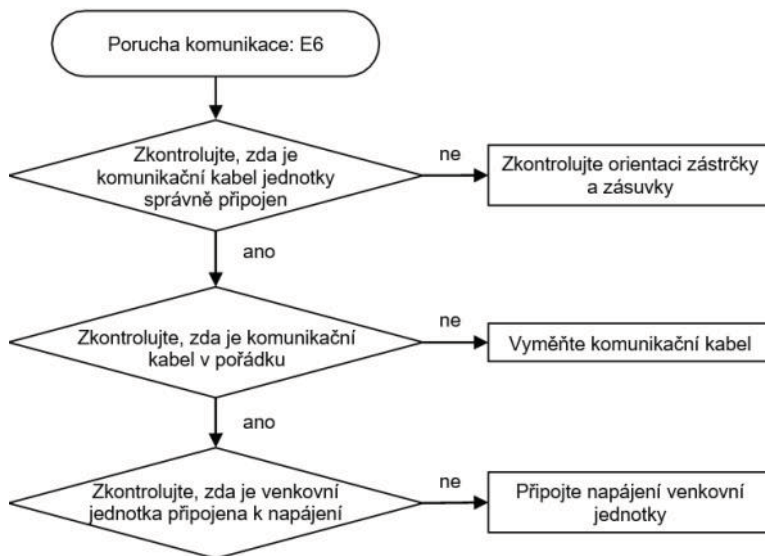 Porucha komunikace: E6
Zkontrolujte, zda je
komunikační kabel jednotky
správně připojen
ne
Zkontrolujte orientaci zástrčky
a zásuvky
ano
Zkontrolujte, zda je komunikační
kabel v pořádku
ne
Vyměňte komunikační kabel
ano
Zkontrolujte, zda je venkovní
jednotka připojena k napájení
ne
Připojte napájení venkovní
jednotky